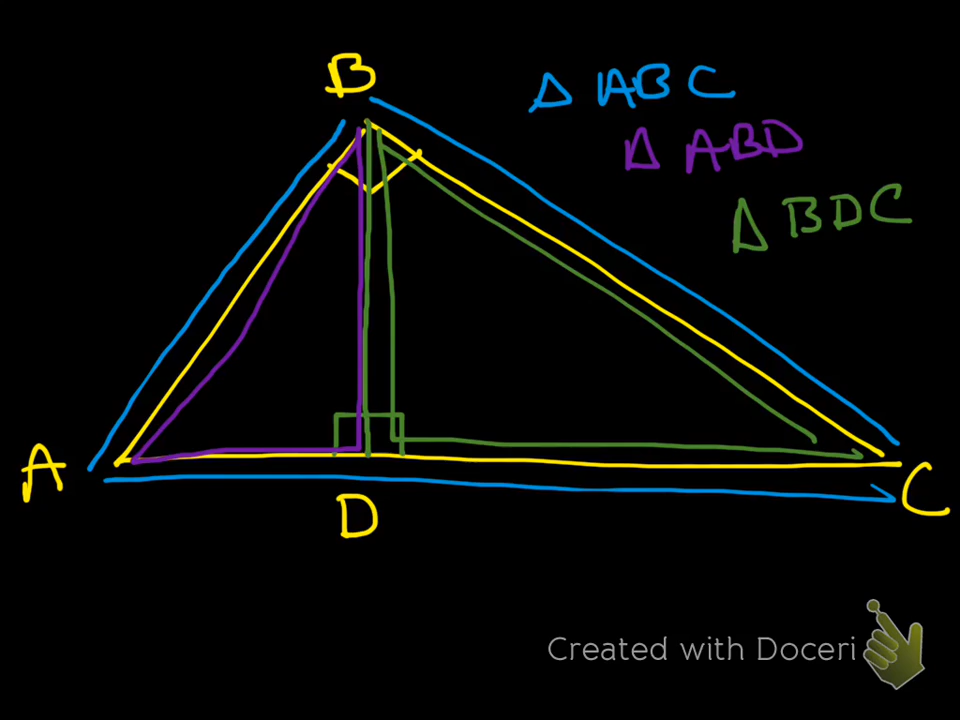 B
Δ ABC
Δ ABD
Δ BDC
A
D
C
Created with Doceri